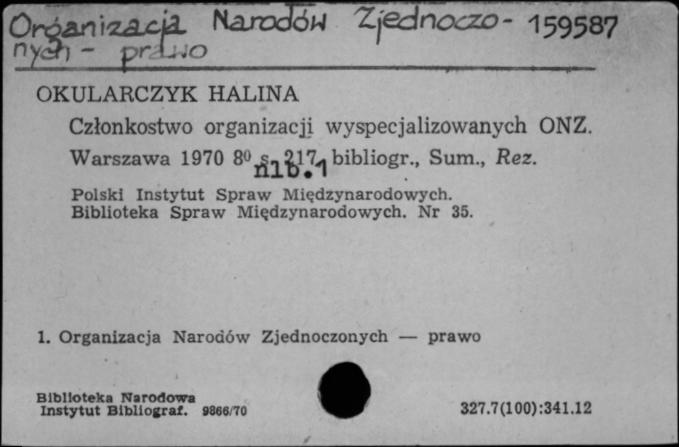 Organizacja Narodów Zjednoczo- 159587
nych - prawo
OKULARCZYK HALINA
Członkostwo organizacji wyspecjalizowanych ONZ.
Warszawa 1970 8⁰ s. 217, bibliogr., Sum., Rez.
nlb. 1
Polski Instytut Spraw Międzynarodowych.
Biblioteka Spraw Międzynarodowych. Nr 35.
1. Organizacja Narodów Zjednoczonych — prawo
Biblioteka Narodowa
Instytut Bibliograf. 9866/70 327.7(100):341.12